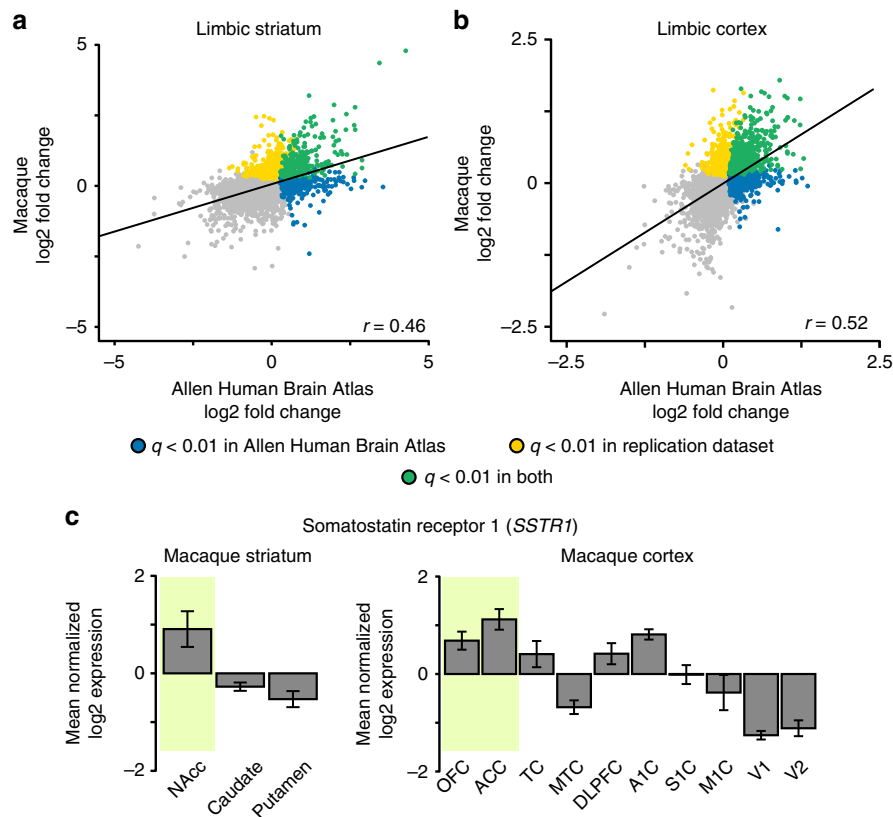 a
Limbic striatum
5
0
−5
Macaque
log2 fold change
r = 0.46
−5
0
5
Allen Human Brain Atlas
log2 fold change
b
Limbic cortex
2.5
0
−2.5
Macaque
log2 fold change
r = 0.52
−2.5
0
2.5
Allen Human Brain Atlas
log2 fold change
q < 0.01 in Allen Human Brain Atlas
q < 0.01 in replication dataset
q < 0.01 in both
c
Somatostatin receptor 1 (SSTR1)
Macaque striatum
2
0
−2
Mean normalized
log2 expression
NAcc
Caudate
Putamen
Macaque cortex
2
0
−2
Mean normalized
log2 expression
OFC
ACC
TC
MTC
DLPFC
A1C
S1C
M1C
V1
V2